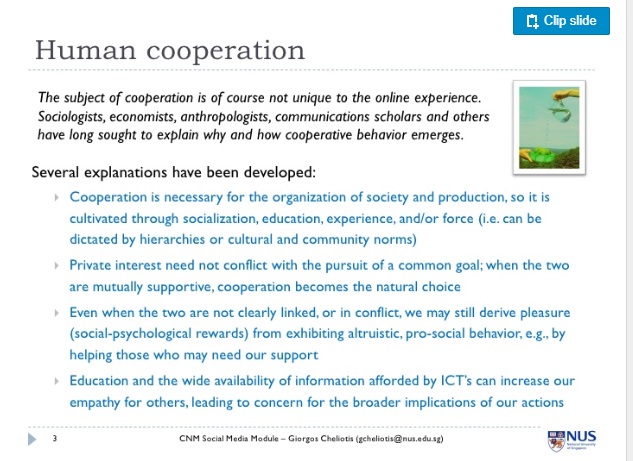 Clip slide
Human cooperation
The subject of cooperation is of course not unique to the online experience.
Sociologists, economists, anthropologists, communications scholars and others
have long sought to explain why and how cooperative behavior emerges.
Several explanations have been developed:
Cooperation is necessary for the organization of society and production, so it is
cultivated through socialization, education, experience, and/or force (i.e. can be
dictated by hierarchies or cultural and community norms)
Private interest need not conflict with the pursuit of a common goal; when the two
are mutually supportive, cooperation becomes the natural choice
Even when the two are not clearly linked, or in conflict, we may still derive pleasure
(social-psychological rewards) from exhibiting altruistic, pro-social behavior, e.g., by
helping those who may need our support
Education and the wide availability of information afforded by ICT's can increase our
empathy for others, leading to concern for the broader implications of our actions
3 CNM Social Media Module – Giorgos Cheliotis (gcheliotis@nus.edu.sg)
NUS
National University
of Singapore